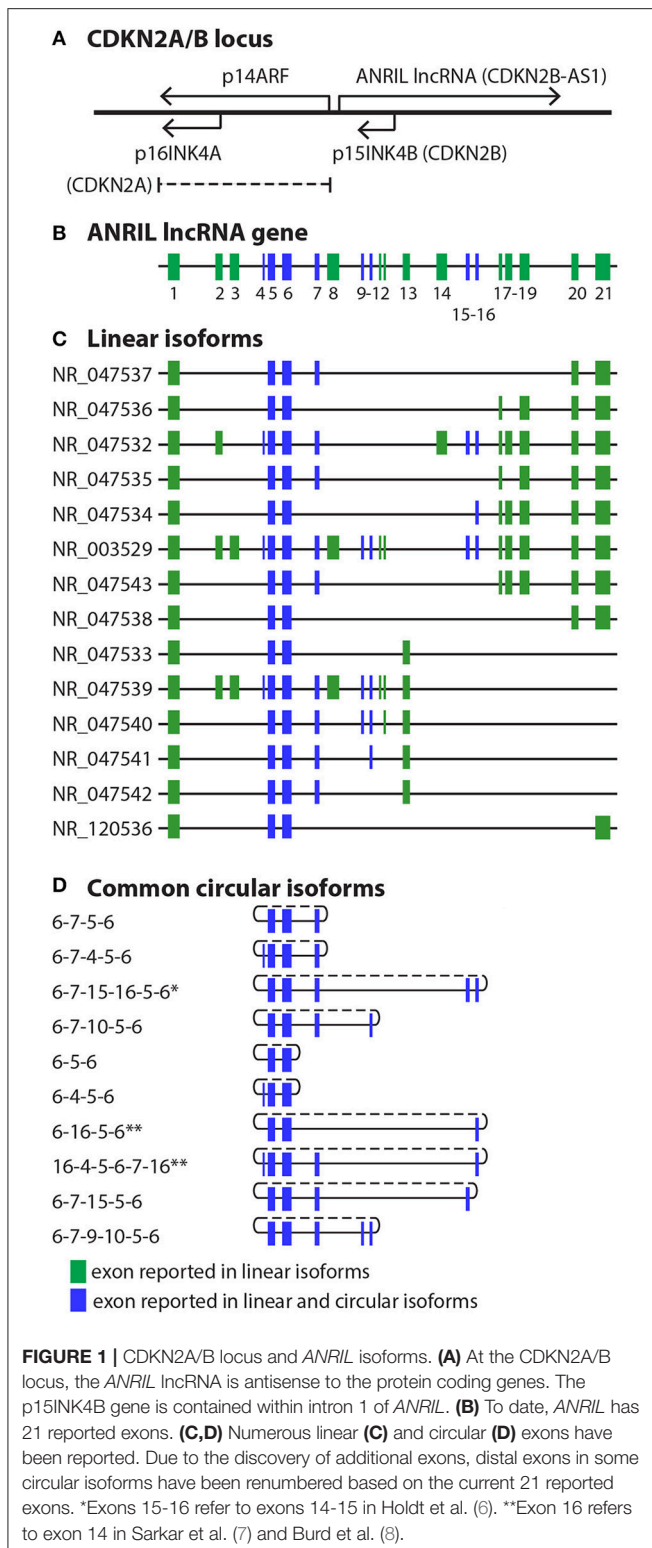 A CDKN2A/B locus
p14ARF
ANRIL lncRNA (CDKN2B-AS1)
p16INK4A
p15INK4B (CDKN2B)
(CDKN2A)
B ANRIL lncRNA gene
1 2 3 4 5 6 7 8 9-12 13 14 17-19 20 21
15-16
C Linear isoforms
NR_047537
NR_047536
NR_047532
NR_047535
NR_047534
NR_003529
NR_047543
NR_047538
NR_047533
NR_047539
NR_047540
NR_047541
NR_047542
NR_120536
D Common circular isoforms
6-7-5-6
6-7-4-5-6
6-7-15-16-5-6*
6-7-10-5-6
6-5-6
6-4-5-6
6-16-5-6**
16-4-5-6-7-16**
6-7-15-5-6
6-7-9-10-5-6
exon reported in linear isoforms
exon reported in linear and circular isoforms
FIGURE 1 | CDKN2A/B locus and ANRIL isoforms. (A) At the CDKN2A/B
locus, the ANRIL lncRNA is antisense to the protein coding genes. The
p15INK4B gene is contained within intron 1 of ANRIL. (B) To date, ANRIL has
21 reported exons. (C,D) Numerous linear (C) and circular (D) exons have
been reported. Due to the discovery of additional exons, distal exons in some
circular isoforms have been renumbered based on the current 21 reported
exons. *Exons 15-16 refer to exons 14-15 in Holdt et al. (6). **Exon 16 refers
to exon 14 in Sarkar et al. (7) and Burd et al. (8).